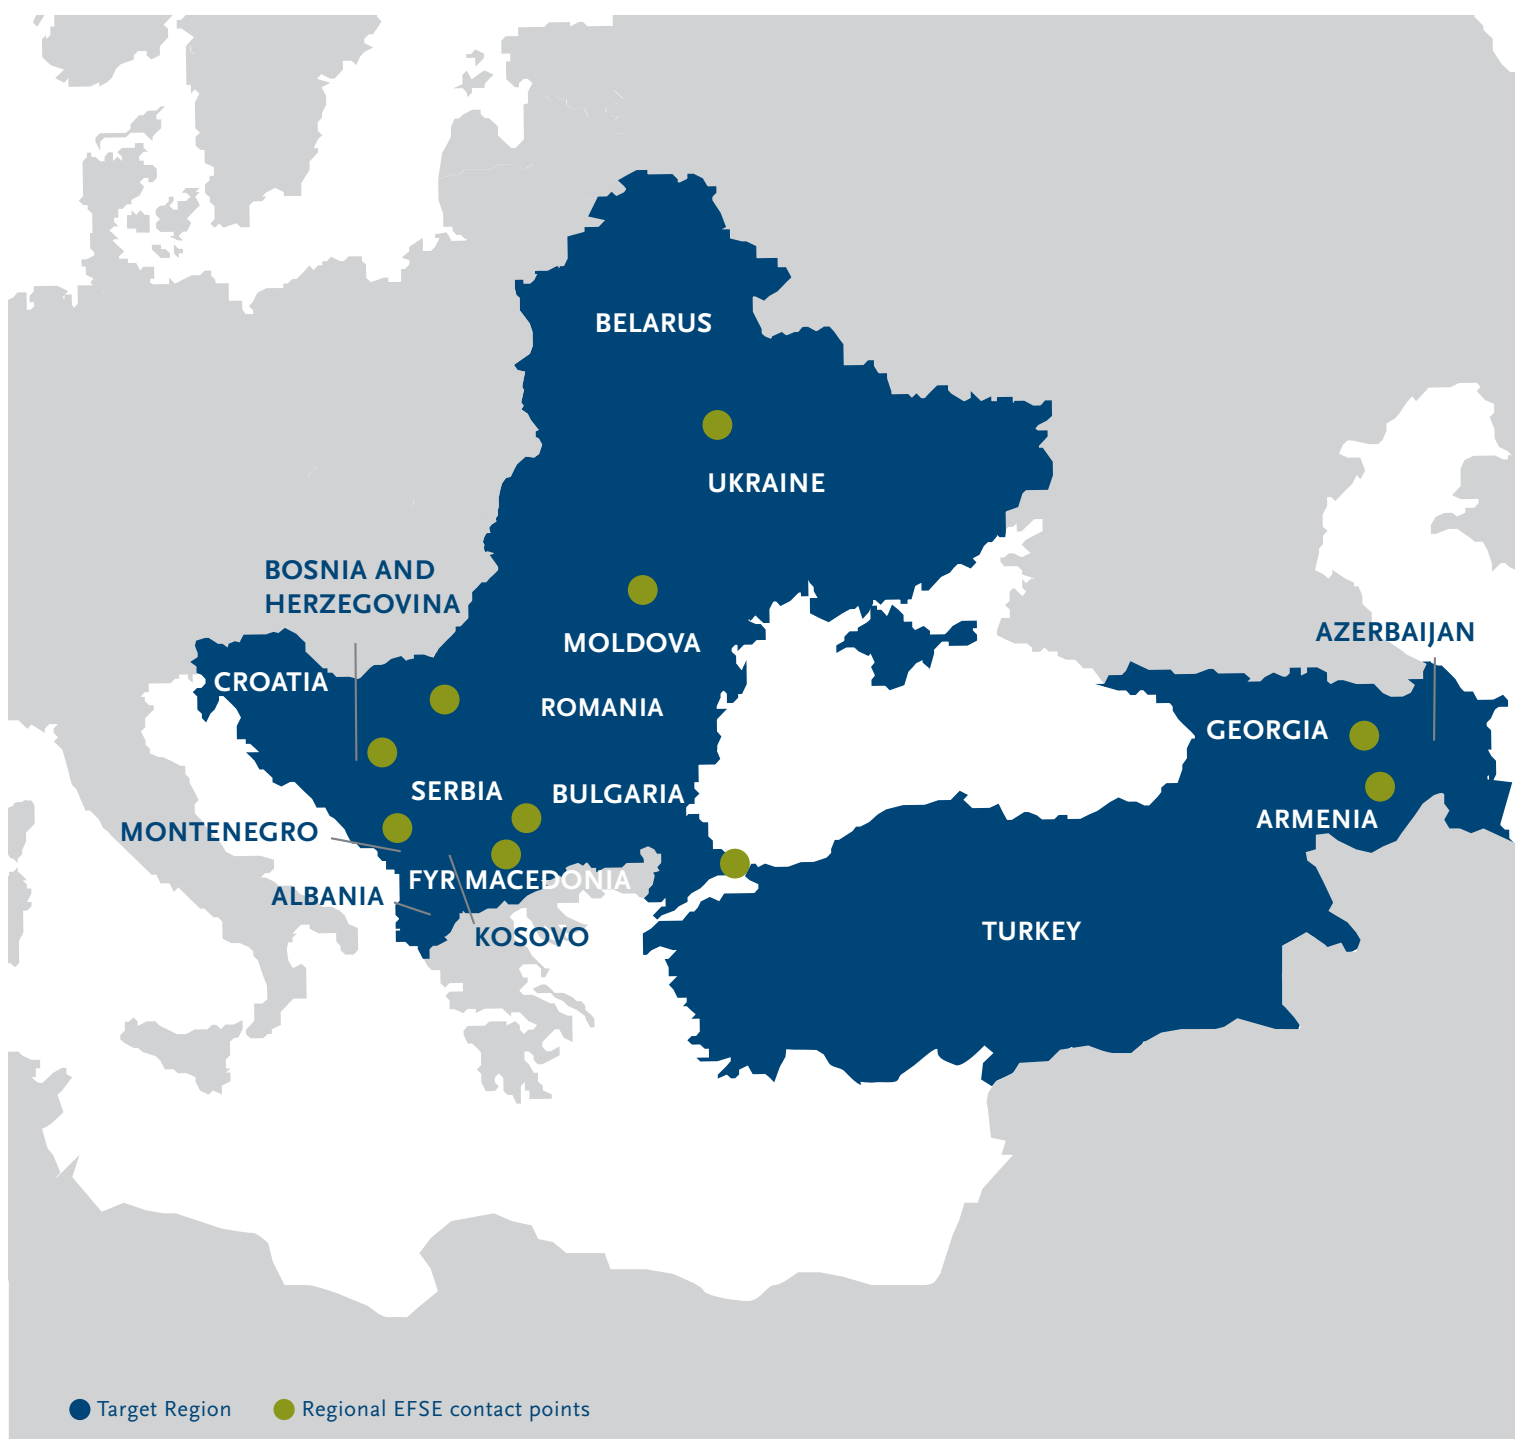 BELARUS
UKRAINE
BOSNIA AND
HERZEGOVINA
AZERBAIJAN
MOLDOVA
CROATIA
ROMANIA
GEORGIA
SERBIA
BULGARIA
MONTENEGRO
ARMENIA
FYR MACEDONIA
ALBANIA
KOSOVO
TURKEY
Target Region
Regional EFSE contact points